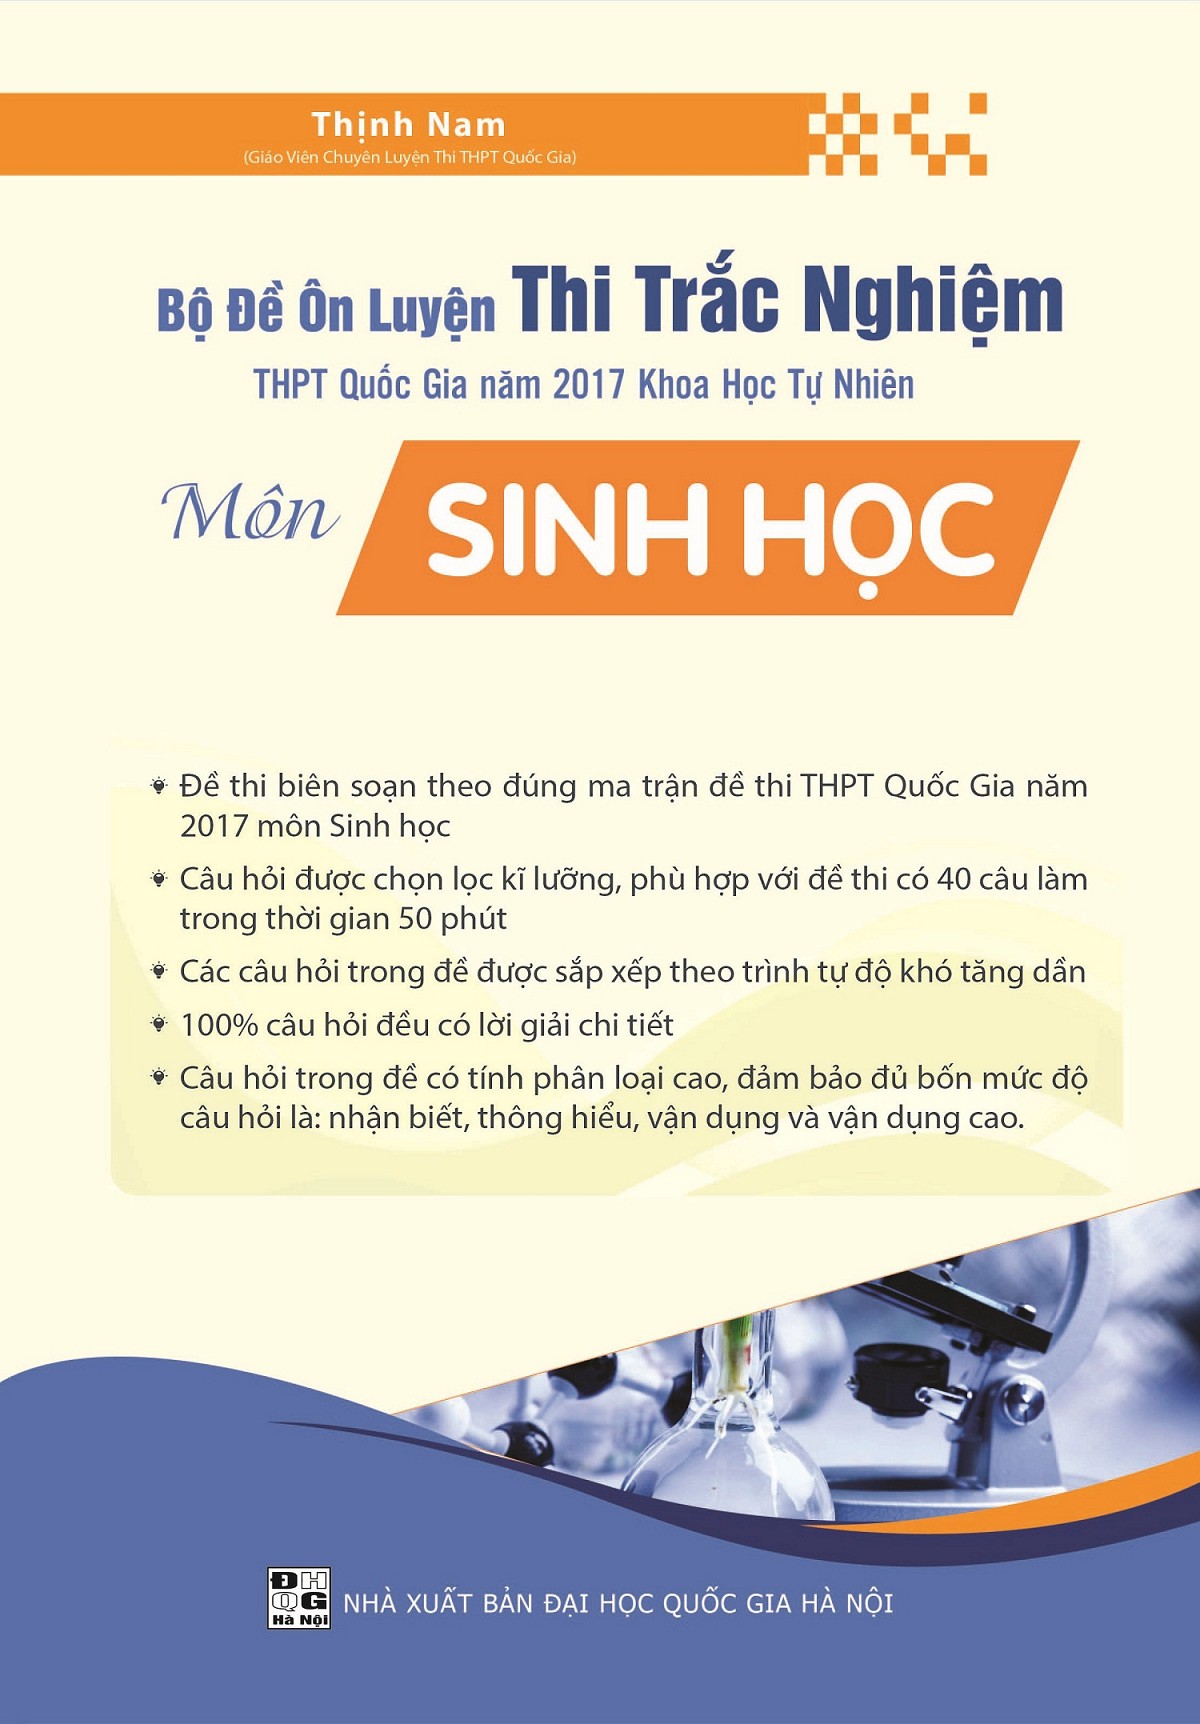 Thịnh Nam
(Giáo Viên Chuyên Luyện Thi THPT Quốc Gia)
Bộ Đề Ôn Luyện Thi Trắc Nghiệm
THPT Quốc Gia năm 2017 Khoa Học Tự Nhiên
Môn SINH HỌC
Đề thi biên soạn theo đúng ma trận đề thi THPT Quốc Gia năm
2017 môn Sinh học
Câu hỏi được chọn lọc kĩ lưỡng, phù hợp với đề thi có 40 câu làm
trong thời gian 50 phút
Các câu hỏi trong đề được sắp xếp theo trình tự độ khó tăng dần
100% câu hỏi đều có lời giải chi tiết
Câu hỏi trong đề có tính phân loại cao, đảm bảo đủ bốn mức độ
câu hỏi là: nhận biết, thông hiểu, vận dụng và vận dụng cao.
ĐH
QG
Hà Nội
NHÀ XUẤT BẢN ĐẠI HỌC QUỐC GIA HÀ NỘI